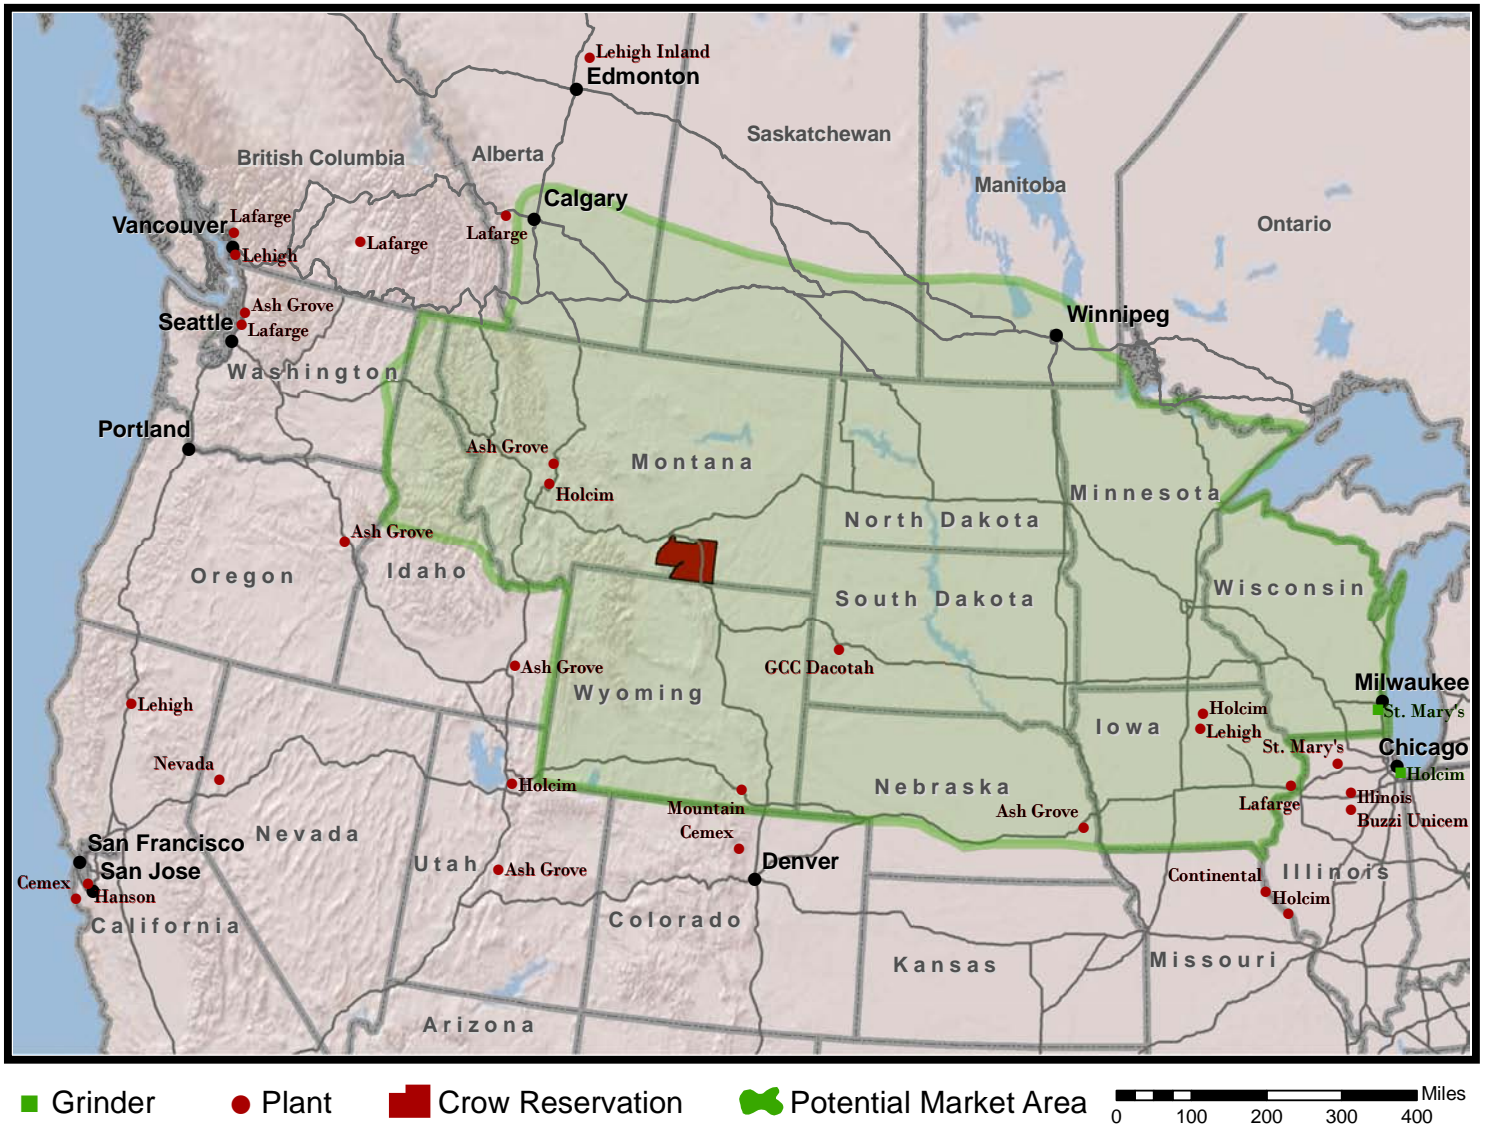 Lehigh Inland
Edmonton
Saskatchewan
British Columbia
Alberta
Manitoba
Calgary
Lafarge
Vancouver
Lafarge
Lafarge
Lehigh
Ontario
Ash Grove
Seattle
Lafarge
Winnipeg
Washington
Portland
Ash Grove
Montana
Holcim
Minnesota
North Dakota
Ash Grove
Oregon
Idaho
Wisconsin
South Dakota
Ash Grove
GCC Dacotah
Wyoming
Milwaukee
Lehigh
Holcim
St. Mary's
Iowa
Lehigh
St. Mary's
Chicago
Nevada
Holcim
Holcim
Nebraska
Mountain
Ash Grove
Lafarge
Illinois
Buzzi Unicem
Cemex
Nevada
San Francisco
San Jose
Utah
Ash Grove
Denver
Continental
Illinois
Cemex
Hanson
Holcim
California
Colorado
Kansas
Missouri
Arizona
Grinder
Plant
Crow Reservation
Potential Market Area
Miles
0 100 200 300 400